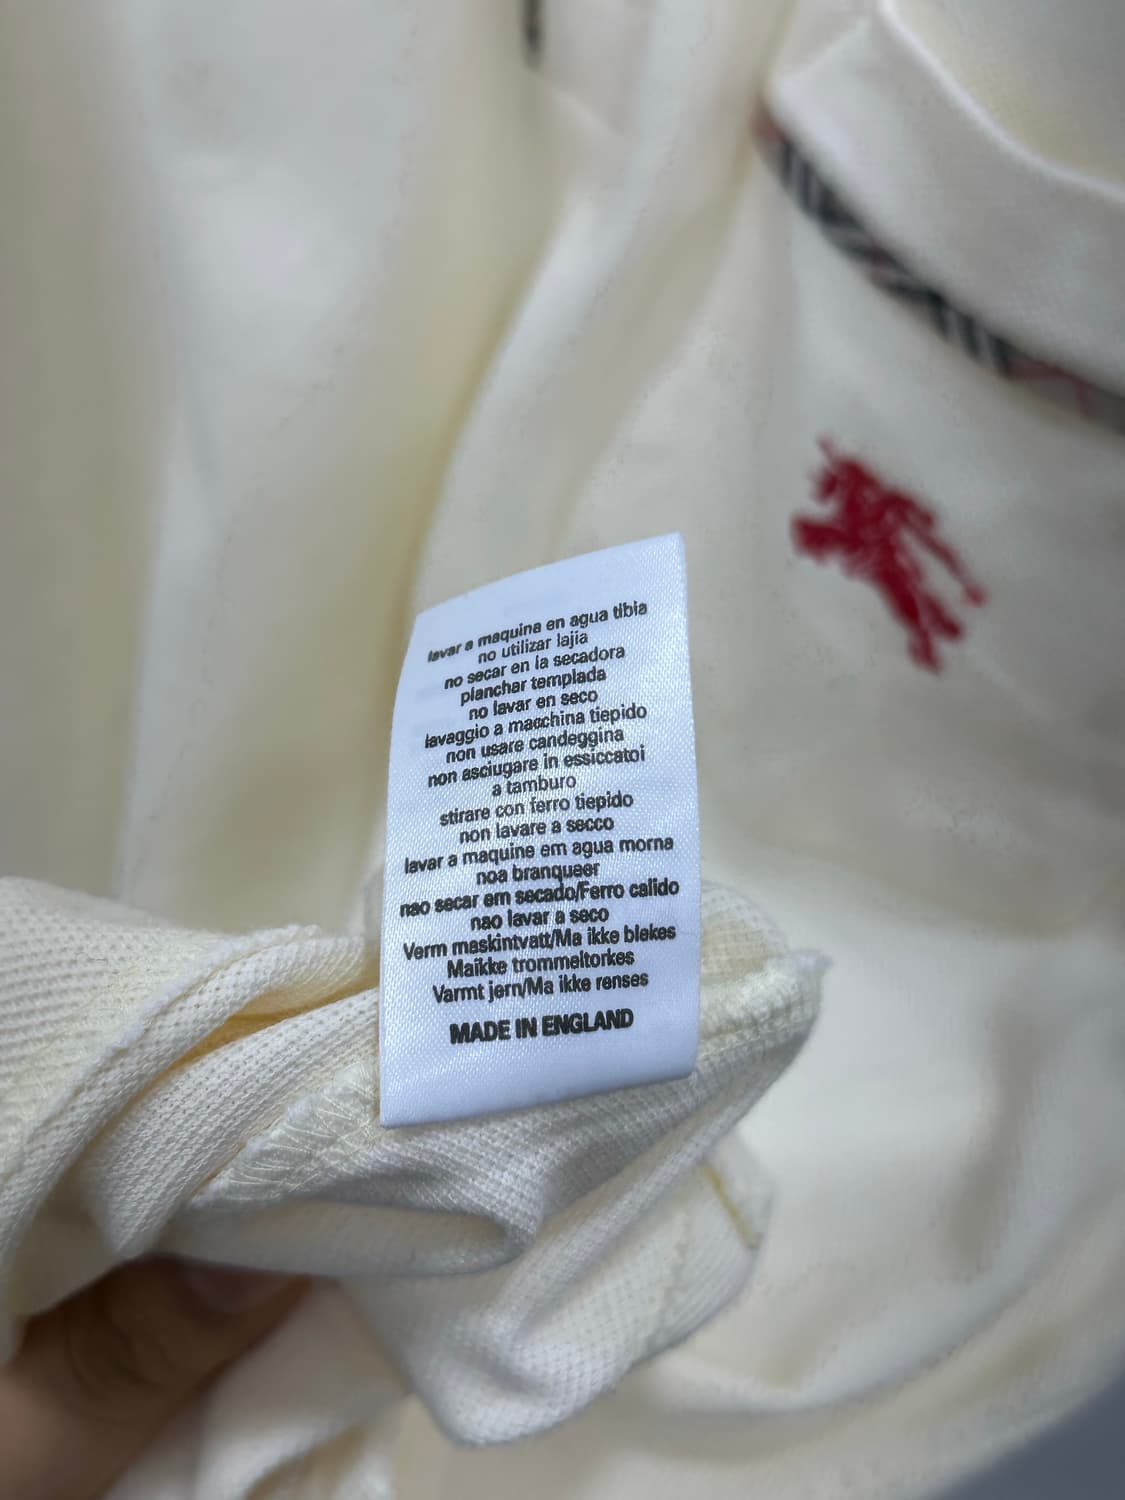 lavar a maquina en agua tibia
no utilizar lajia
no secar en la secadora
planchar templada
no lavar en seco
lavaggio a macchina tiepido
non usare candeggina
non asciugare in essiccatoi
a tamburo
stirare con ferro tiepido
non lavare a secco
lavar a maquine em agua morna
noa branqueer
nao secar em secado/Ferro calido
nao lavar a seco
Verm maskintvatt/Ma ikke blekes
Maikke trommeltorkes
Varmt jern/Ma ikke renses
MADE IN ENGLAND